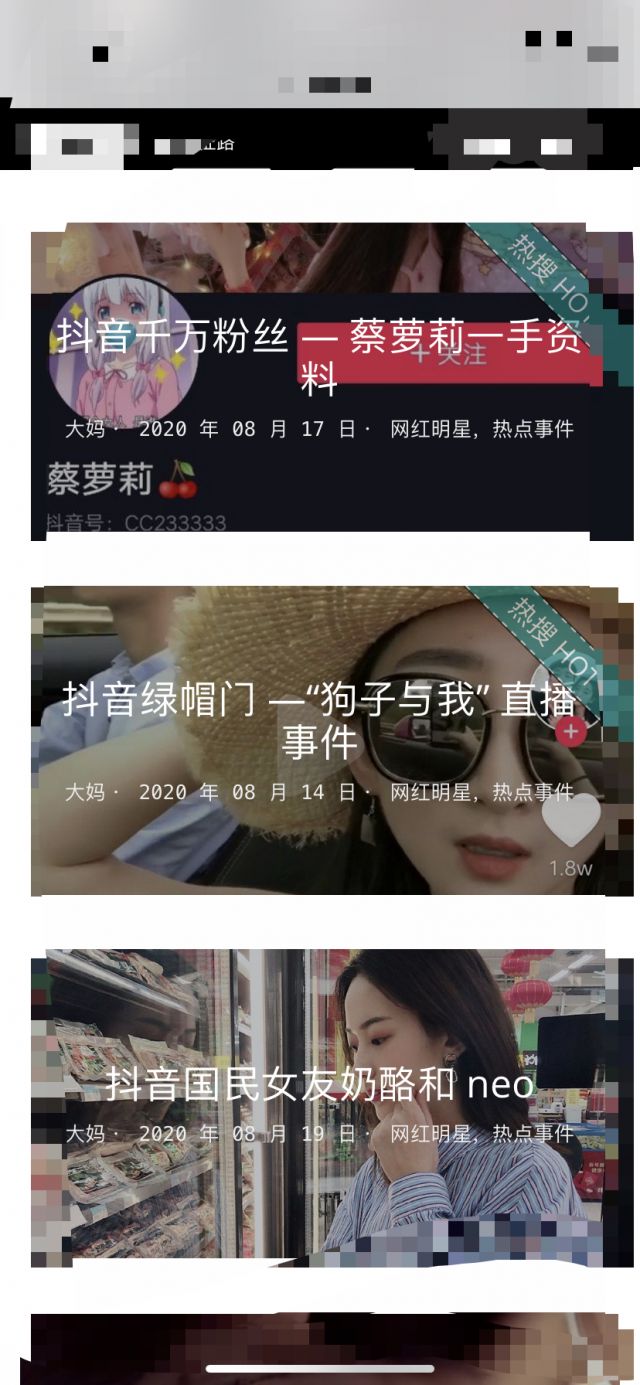 热搜 HO
抖音千万粉丝 — 蔡萝莉一手资
料
+ 关注
大妈 · 2020 年 08 月 17 日 · 网红明星, 热点事件
蔡萝莉🍒
抖音号: CC233333
热搜 HOT
抖音绿帽门 —“狗子与我” 直播
事件
大妈 · 2020 年 08 月 14 日 · 网红明星, 热点事件
1.8w
抖音国民女友奶酪和 neo
大妈 · 2020 年 08 月 19 日 · 网红明星, 热点事件